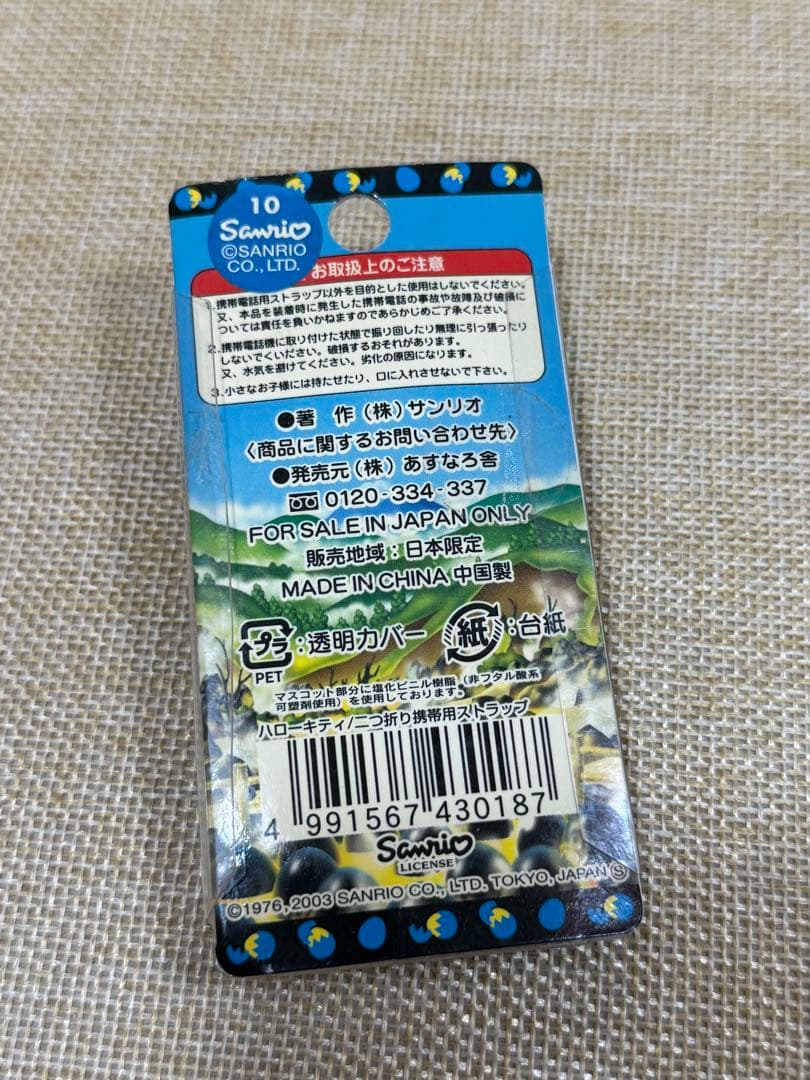 10
Sanrio
©SANRIO
CO., LTD.
お取扱上のご注意
1.携帯電話用ストラップ以外を目的とした使用はしないでください。
又、本品を装着時に発生した携帯電話の事故や故障及び破損に
ついては責任を負いかねますのであらかじめご了承ください。
2.携帯電話機に取り付けた状態で振り回したり無理に引っ張ったり
しないでくいださい。破損するおそれがあります。
又、水気を避けてください。劣化の原因になります。
3.小さなお子様には持たせたり、口に入れさせないで下さい。
●著 作(株)サンリオ
〈商品に関するお問い合わせ先〉
●発売元(株)あすなろ舎
0120-334-337
FOR SALE IN JAPAN ONLY
販売地域:日本限定
MADE IN CHINA 中国製
プラ:透明カバー 紙:台紙
PET
マスコット部分に塩化ビニル樹脂(非フタル酸系
可塑剤使用)を使用しております。
ハローキティ/二つ折り携帯用ストラップ
4 991567 430187
Sanrio
LICENSE
©1976, 2003 SANRIO CO., LTD. TOKYO, JAPAN Ⓢ